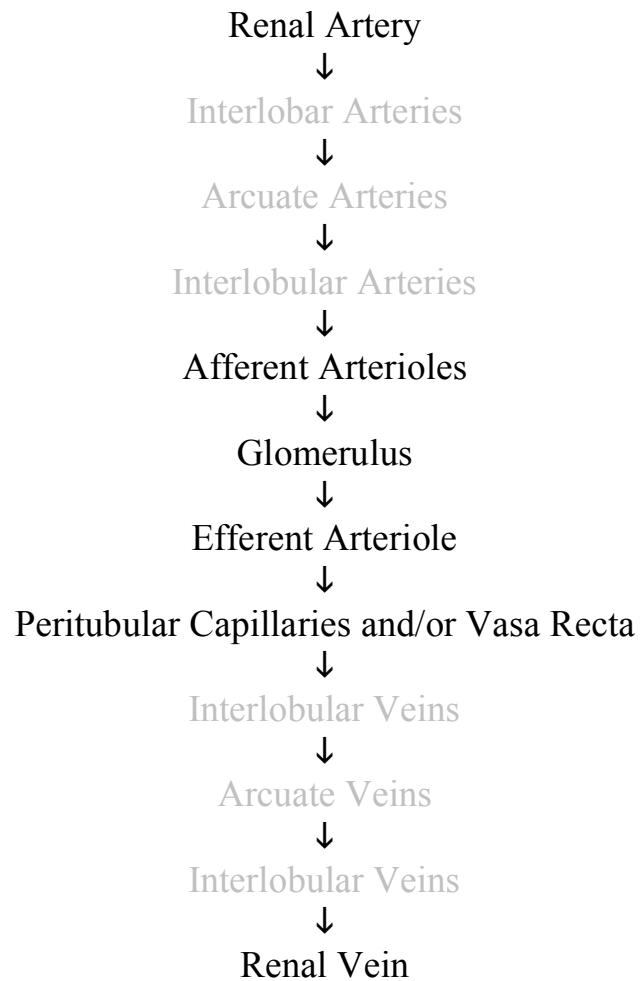 Renal Artery
↓
Interlobar Arteries
↓
Arcuate Arteries
↓
Interlobular Arteries
↓
Afferent Arterioles
↓
Glomerulus
↓
Efferent Arteriole
↓
Peritubular Capillaries and/or Vasa Recta
↓
Interlobular Veins
↓
Arcuate Veins
↓
Interlobular Veins
↓
Renal Vein